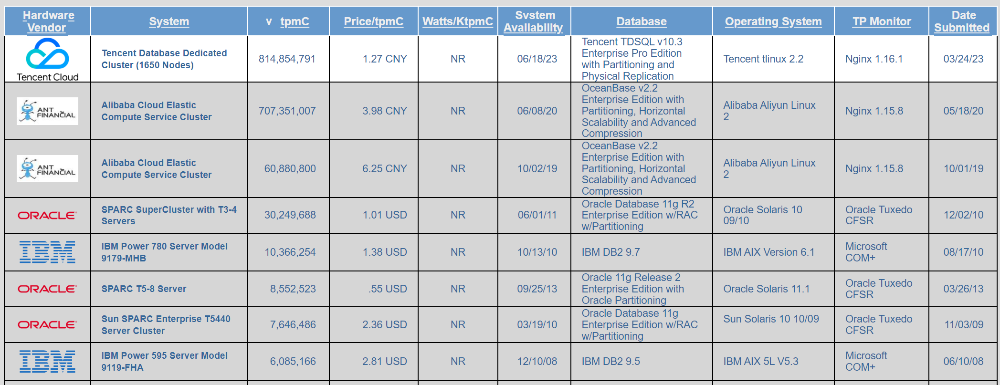 Hardware
Vendor
System
v tpmC
Price/tpmC
Watts/KtpmC
System
Availability
Database
Operating System
TP Monitor
Date
Submitted
Tencent Cloud
Tencent Database Dedicated
Cluster (1650 Nodes)
814,854,791
1.27 CNY
NR
06/18/23
Tencent TDSQL v10.3
Enterprise Pro Edition
with Partitioning and
Physical Replication
Tencent tlinux 2.2
Nginx 1.16.1
03/24/23
ANT
FINANCIAL
Alibaba Cloud Elastic
Compute Service Cluster
707,351,007
3.98 CNY
NR
06/08/20
OceanBase v2.2
Enterprise Edition with
Partitioning, Horizontal
Scalability and Advanced
Compression
Alibaba Aliyun Linux
2
Nginx 1.15.8
05/18/20
ANT
FINANCIAL
Alibaba Cloud Elastic
Compute Service Cluster
60,880,800
6.25 CNY
NR
10/02/19
OceanBase v2.2
Enterprise Edition with
Partitioning, Horizontal
Scalability and Advanced
Compression
Alibaba Aliyun Linux
2
Nginx 1.15.8
10/01/19
ORACLE
SPARC SuperCluster with T3-4
Servers
30,249,688
1.01 USD
NR
06/01/11
Oracle Database 11g R2
Enterprise Edition w/RAC
w/Partitioning
Oracle Solaris 10
09/10
Oracle Tuxedo
CFSR
12/02/10
IBM
IBM Power 780 Server Model
9179-MHB
10,366,254
1.38 USD
NR
10/13/10
IBM DB2 9.7
IBM AIX Version 6.1
Microsoft
COM+
08/17/10
ORACLE
SPARC T5-8 Server
8,552,523
.55 USD
NR
09/25/13
Oracle 11g Release 2
Enterprise Edition with
Oracle Partitioning
Oracle Solaris 11.1
Oracle Tuxedo
CFSR
03/26/13
ORACLE
Sun SPARC Enterprise T5440
Server Cluster
7,646,486
2.36 USD
NR
03/19/10
Oracle Database 11g
Enterprise Edition w/RAC
w/Partitioning
Sun Solaris 10 10/09
Oracle Tuxedo
CFSR
11/03/09
IBM
IBM Power 595 Server Model
9119-FHA
6,085,166
2.81 USD
NR
12/10/08
IBM DB2 9.5
IBM AIX 5L V5.3
Microsoft
COM+
06/10/08